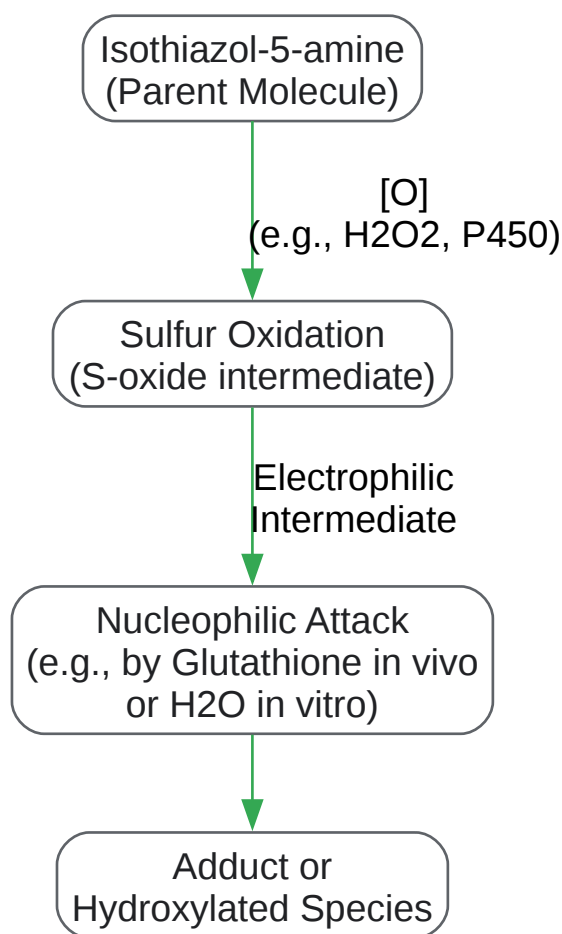 Isothiazol-5-amine
(Parent Molecule)
[O]
(e.g., H2O2, P450)
Sulfur Oxidation
(S-oxide intermediate)
Electrophilic
Intermediate
Nucleophilic Attack
(e.g., by Glutathione in vivo
or H2O in vitro)
Adduct or
Hydroxylated Species